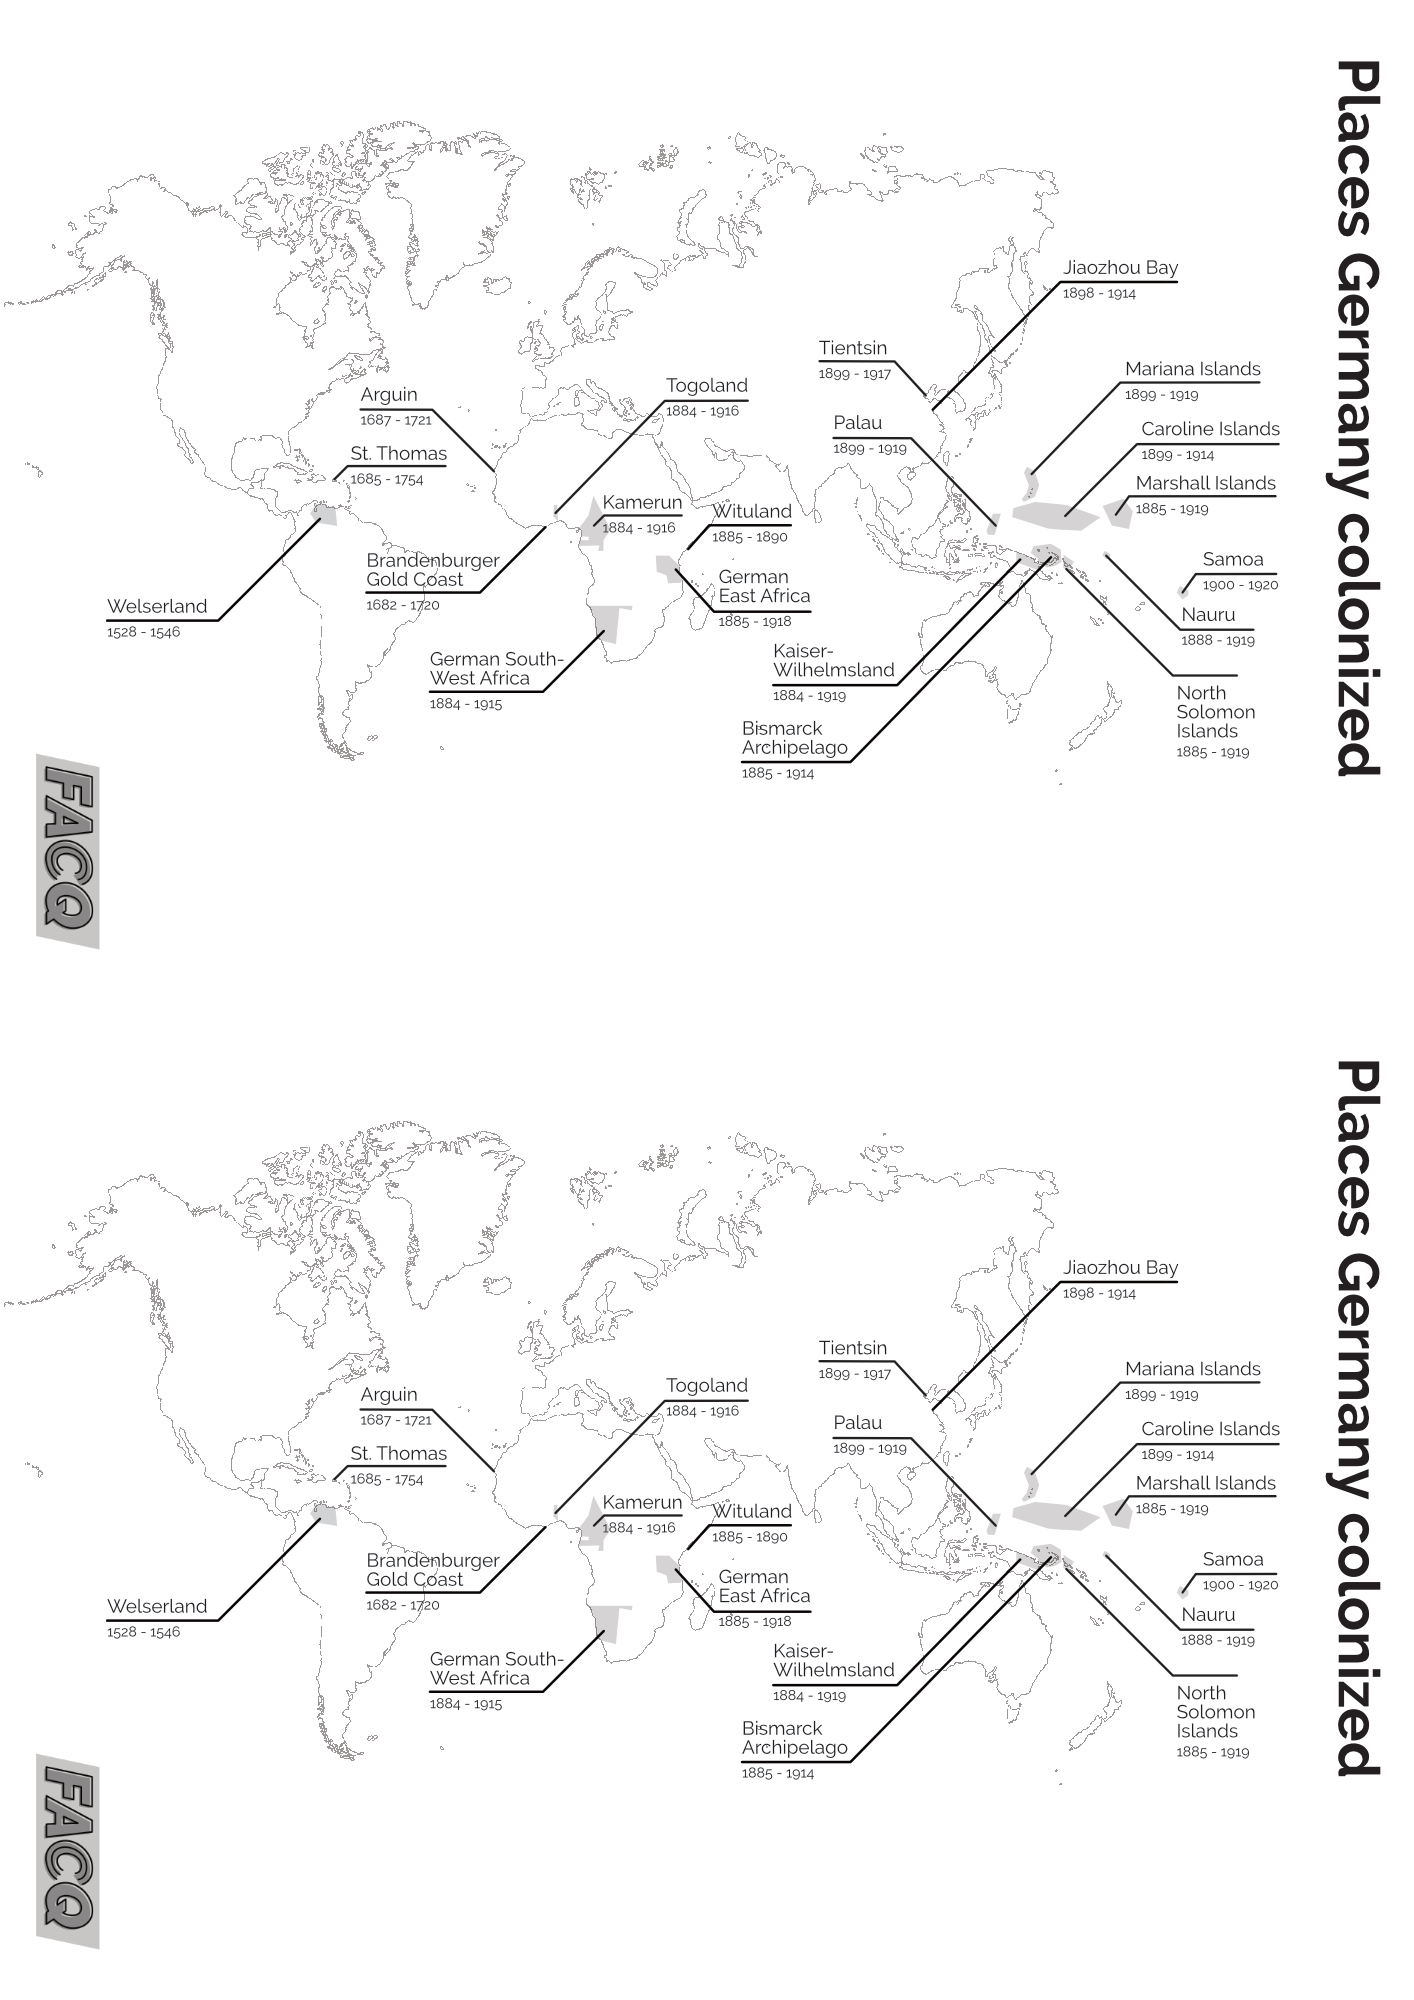 Places Germany colonized
Jiaozhou Bay
1898 - 1914
Tientsin
1899 - 1917
Mariana Islands
1899 - 1919
Togoland
1884 - 1916
Arguin
1687 - 1721
Palau
1899 - 1919
Caroline Islands
1899 - 1914
St. Thomas
1685 - 1754
Marshall Islands
1885 - 1919
Kamerun
1884 - 1916
Wituland
1885 - 1890
Brandenburger
Gold Coast
1682 - 1720
Samoa
1900 - 1920
German
East Africa
1885 - 1918
Welserland
1528 - 1546
Nauru
1888 - 1919
German South-
West Africa
1884 - 1915
Kaiser-
Wilhelmsland
1884 - 1919
North
Solomon
Islands
1885 - 1919
Bismarck
Archipelago
1885 - 1914
FACQ
Places Germany colonized
Jiaozhou Bay
1898 - 1914
Tientsin
1899 - 1917
Mariana Islands
1899 - 1919
Togoland
1884 - 1916
Arguin
1687 - 1721
Palau
1899 - 1919
Caroline Islands
1899 - 1914
St. Thomas
1685 - 1754
Marshall Islands
1885 - 1919
Kamerun
1884 - 1916
Wituland
1885 - 1890
Brandenburger
Gold Coast
1682 - 1720
Samoa
1900 - 1920
German
East Africa
1885 - 1918
Welserland
1528 - 1546
Nauru
1888 - 1919
German South-
West Africa
1884 - 1915
Kaiser-
Wilhelmsland
1884 - 1919
North
Solomon
Islands
1885 - 1919
Bismarck
Archipelago
1885 - 1914
FACQ